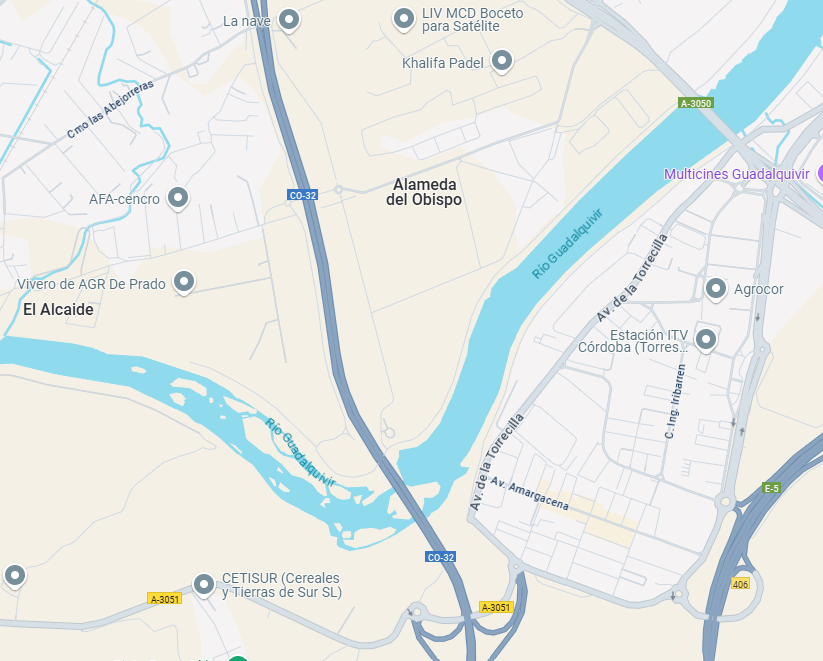 La nave
LIV MCD Boceto
para Satélite
Khalifa Padel
Cmo las Abejorreras
A-3050
Multicines Guadalquivir
AFA-cencro
CO-32
Alameda
del Obispo
Río Guadalquivir
Av. de la Torrecilla
Vivero de AGR De Prado
El Alcaide
Agrocor
Estación ITV
Córdoba (Torres...
C. Ing. Iribarren
Río Guadalquivir
Av. de la Torrecilla
Av. Amargacena
E-5
CO-32
CETISUR (Cereales
y Tierras de Sur SL)
A-3051
A-3051
406